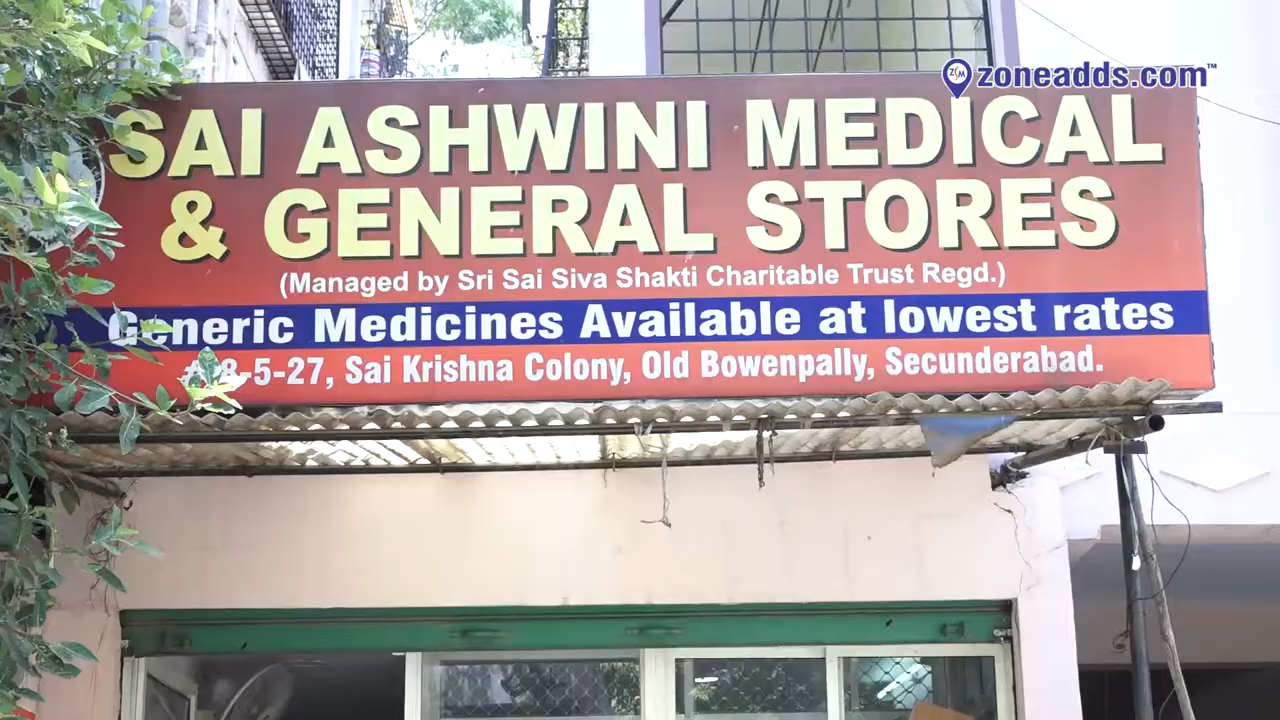 zoneadds.com™
SAI ASHWINI MEDICAL
& GENERAL STORES
(Managed by Sri Sai Siva Shakti Charitable Trust Regd.)
Generic Medicines Available at lowest rates
8-5-27, Sai Krishna Colony, Old Bowenpally, Secunderabad.